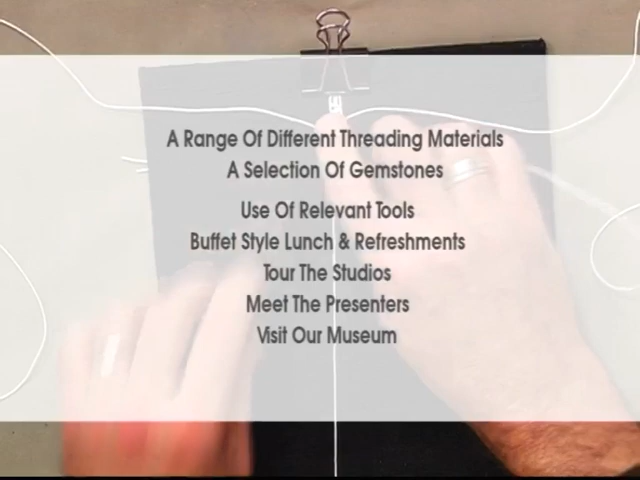 A Range Of Different Threading Materials
A Selection Of Gemstones
Use Of Relevant Tools
Buffet Style Lunch & Refreshments
Tour The Studios
Meet The Presenters
Visit Our Museum